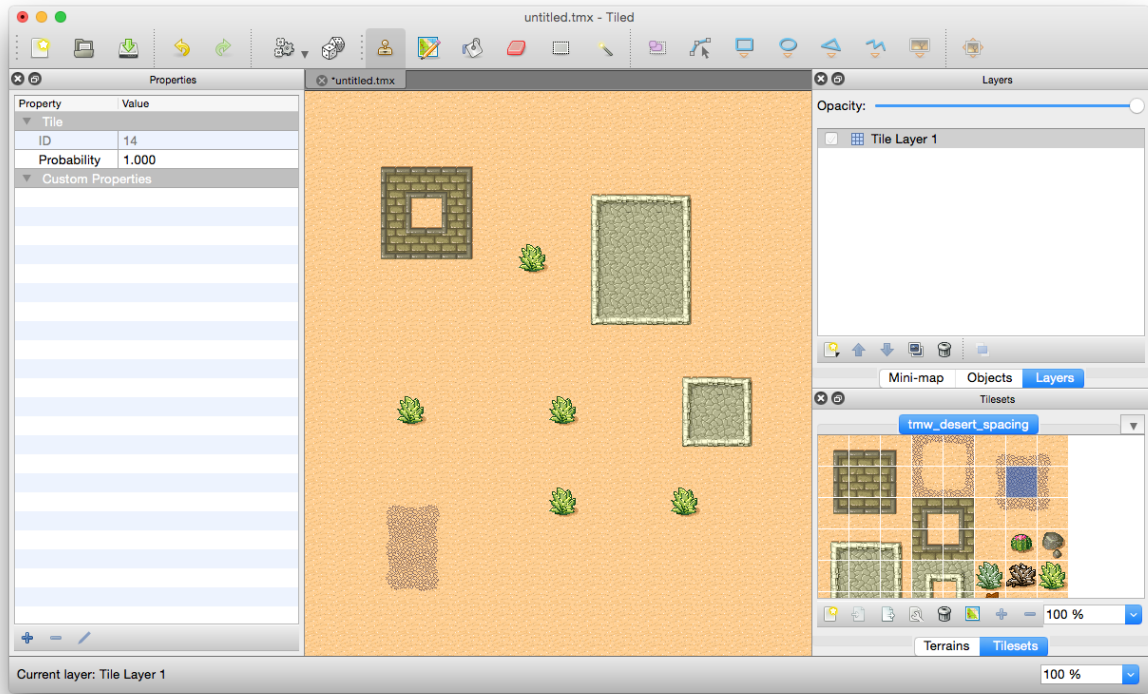 untitled.tmx - Tiled
Properties
*untitled.tmx
Layers
Property Value
Tile
ID 14
Probability 1.000
Custom Properties
Opacity:
Tile Layer 1
Mini-map Objects Layers
Tilesets
tmw_desert_spacing
100 %
Terrains Tilesets
Current layer: Tile Layer 1
100 %